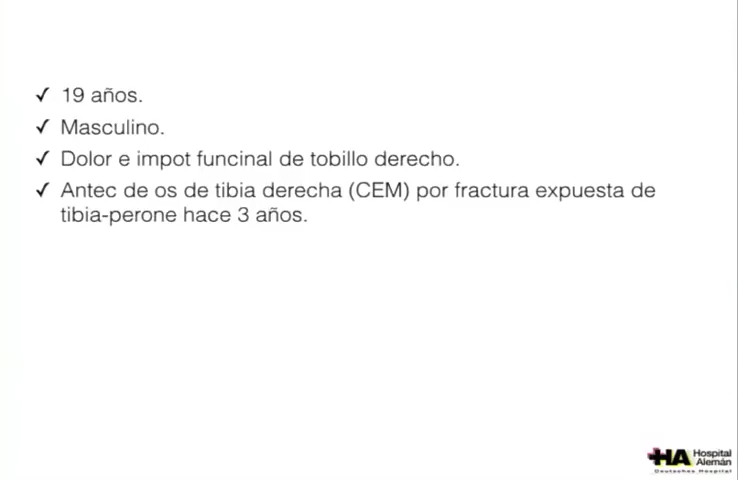 ✓ 19 años.
✓ Masculino.
✓ Dolor e impot funcinal de tobillo derecho.
✓ Antec de os de tibia derecha (CEM) por fractura expuesta de
tibia-perone hace 3 años.
HA Hospital
Alemán
Deutsches Hospital